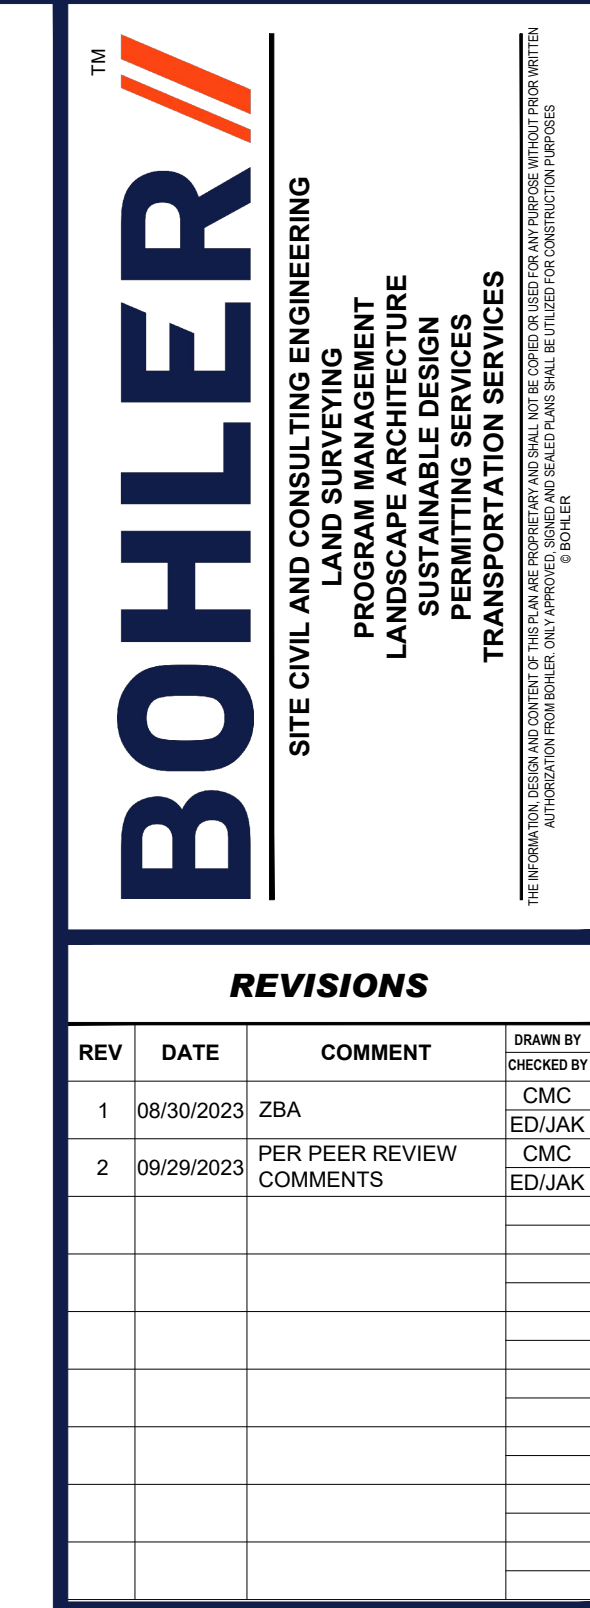 BOHLER
TM
SITE CIVIL AND CONSULTING ENGINEERING
LAND SURVEYING
PROGRAM MANAGEMENT
LANDSCAPE ARCHITECTURE
SUSTAINABLE DESIGN
PERMITTING SERVICES
TRANSPORTATION SERVICES
THE INFORMATION, DESIGN AND CONTENT OF THIS PLAN ARE PROPRIETARY AND SHALL NOT BE COPIED OR USED FOR ANY PURPOSE WITHOUT PRIOR WRITTEN
AUTHORIZATION FROM BOHLER. ONLY APPROVED, SIGNED AND SEALED PLANS SHALL BE UTILIZED FOR CONSTRUCTION PURPOSES
© BOHLER
REVISIONS
REV DATE COMMENT DRAWN BY
CHECKED BY
1 08/30/2023 ZBA CMC
ED/JAK
2 09/29/2023 PER PEER REVIEW CMC
COMMENTS ED/JAK